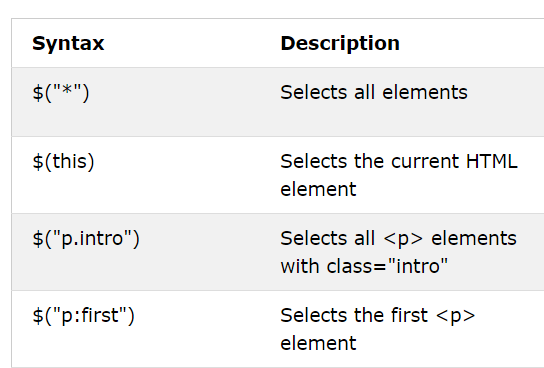 Syntax Description
$("*") Selects all elements
$(this) Selects the current HTML
element
$("p.intro") Selects all <p> elements
with class="intro"
$("p:first") Selects the first <p>
element